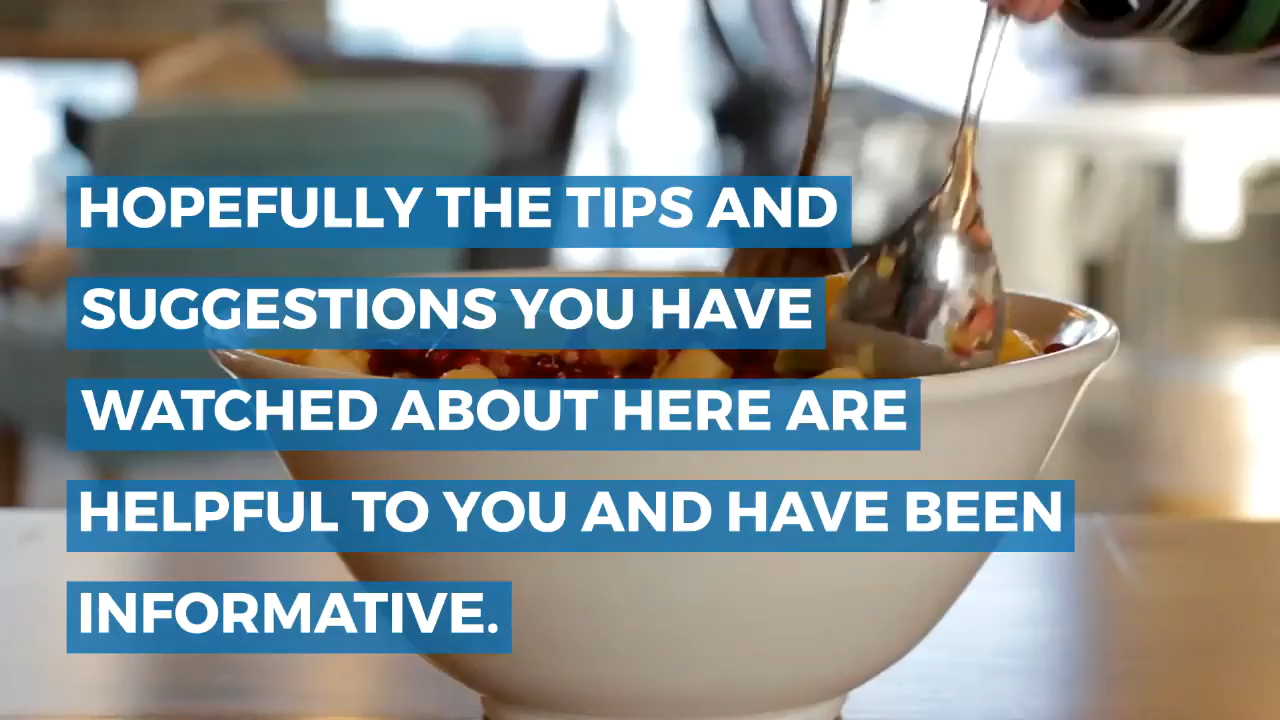 HOPEFULLY THE TIPS AND
SUGGESTIONS YOU HAVE
WATCHED ABOUT HERE ARE
HELPFUL TO YOU AND HAVE BEEN
INFORMATIVE.